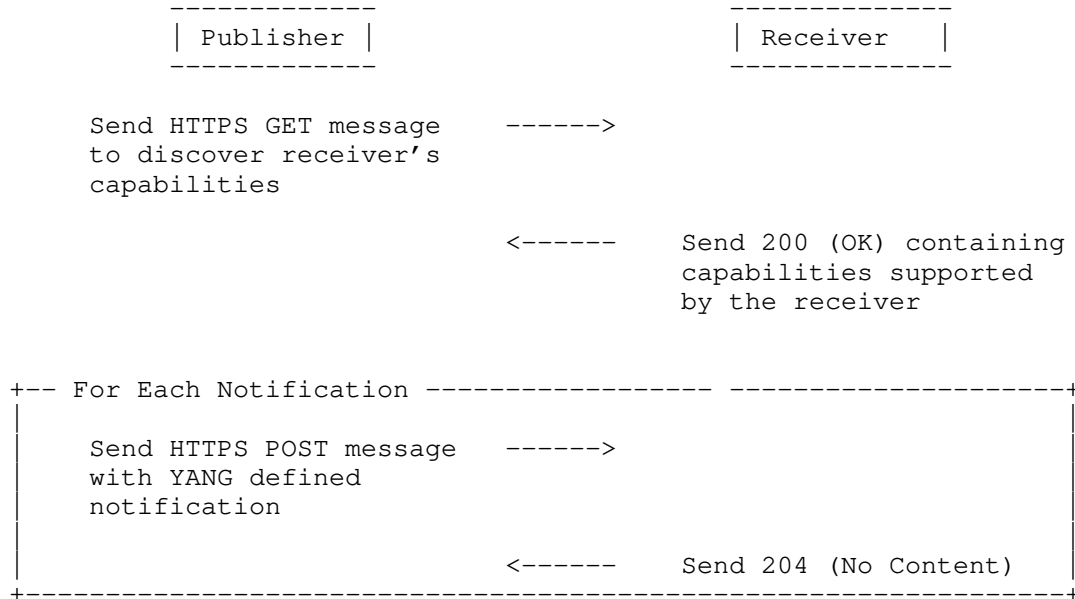 Publisher Receiver
Send HTTPS GET message ------>
to discover receiver's
capabilities
<------ Send 200 (OK) containing
capabilities supported
by the receiver
+-- For Each Notification ------------------ ---------------------+
Send HTTPS POST message ------>
with YANG defined
notification
<------ Send 204 (No Content)